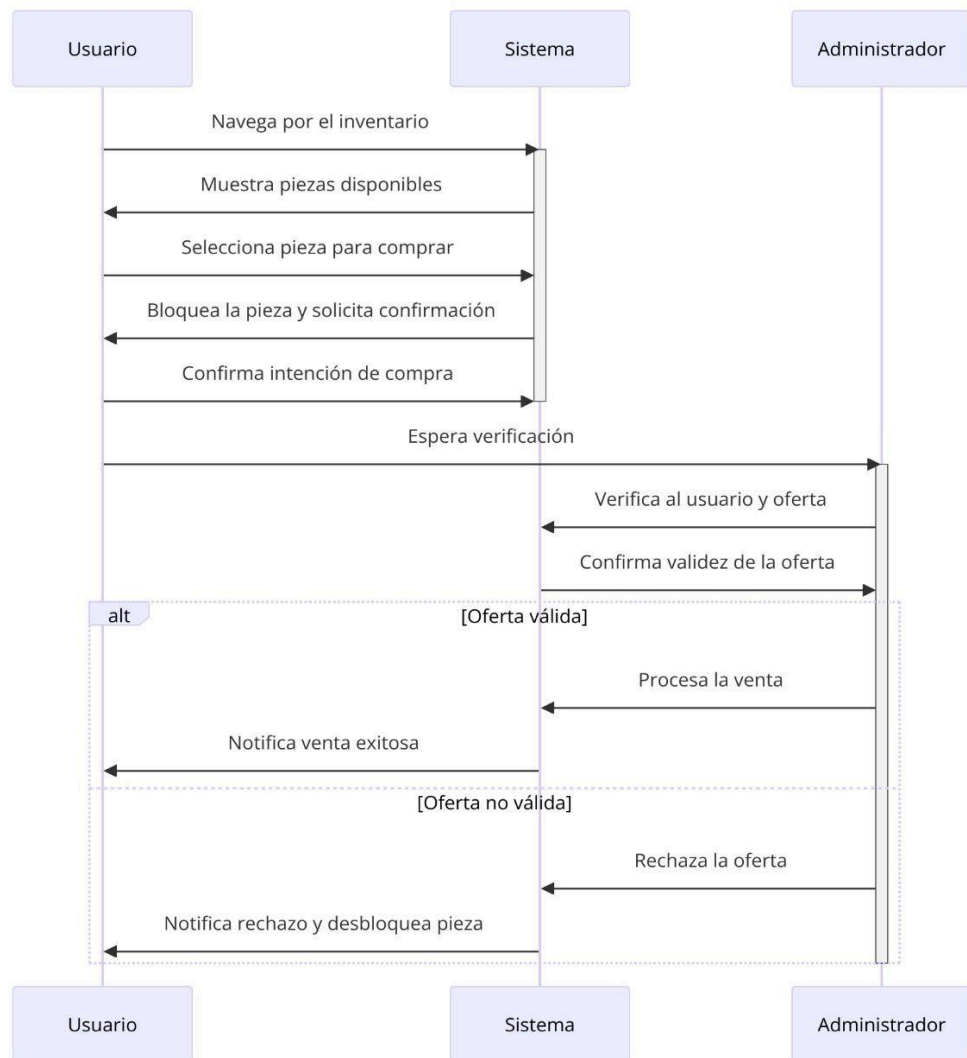 Usuario
Sistema
Administrador
Navega por el inventario
Muestra piezas disponibles
Selecciona pieza para comprar
Bloquea la pieza y solicita confirmación
Confirma intención de compra
Espera verificación
Verifica al usuario y oferta
Confirma validez de la oferta
alt
[Oferta válida]
Procesa la venta
Notifica venta exitosa
[Oferta no válida]
Rechaza la oferta
Notifica rechazo y desbloquea pieza
Usuario
Sistema
Administrador